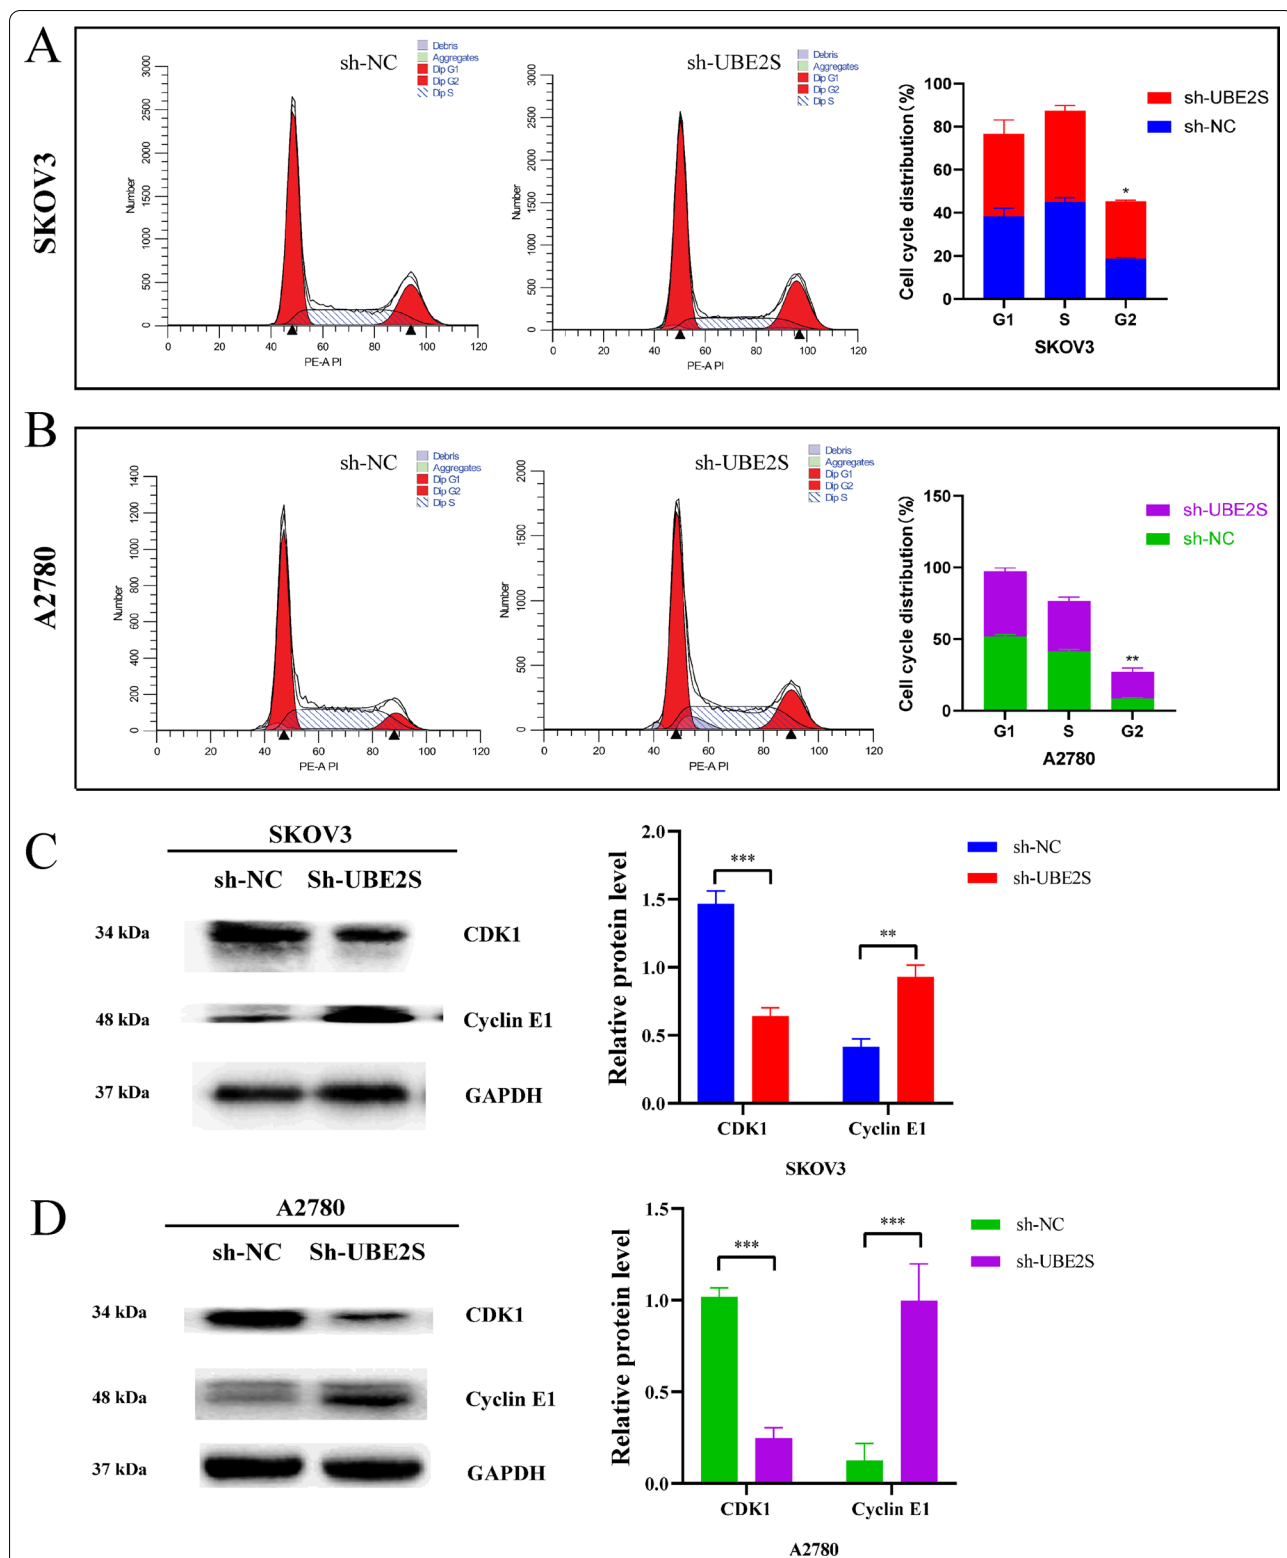 A
SKOV3
sh-NC
Debris
Aggregates
Dip G1
Dip G2
Dip S
Number
3000
2500
2000
1500
1000
500
0
0 20 40 60 80 100 120
PE-A PI
sh-UBE2S
Debris
Aggregates
Dip G1
Dip G2
Dip S
Number
3000
2500
2000
1500
1000
500
0
0 20 40 60 80 100 120
PE-A PI
Cell cycle distribution(%)
100
80
60
40
20
0
*
G1 S G2
SKOV3
sh-UBE2S
sh-NC
B
A2780
sh-NC
Debris
Aggregates
Dip G1
Dip G2
Dip S
Number
1400
1200
1000
800
600
400
200
0
0 20 40 60 80 100 120
PE-A PI
sh-UBE2S
Debris
Aggregates
Dip G1
Dip G2
Dip S
Number
2000
1500
1000
500
0
0 20 40 60 80 100 120
PE-A PI
Cell cycle distribution(%)
150
100
50
0
**
G1 S G2
A2780
sh-UBE2S
sh-NC
C
SKOV3
sh-NC Sh-UBE2S
34 kDa CDK1
48 kDa Cyclin E1
37 kDa GAPDH
Relative protein level
2.0
1.5
1.0
0.5
0.0
***
**
CDK1 Cyclin E1
SKOV3
sh-NC
sh-UBE2S
D
A2780
sh-NC Sh-UBE2S
34 kDa CDK1
48 kDa Cyclin E1
37 kDa GAPDH
Relative protein level
1.5
1.0
0.5
0.0
***
***
CDK1 Cyclin E1
A2780
sh-NC
sh-UBE2S